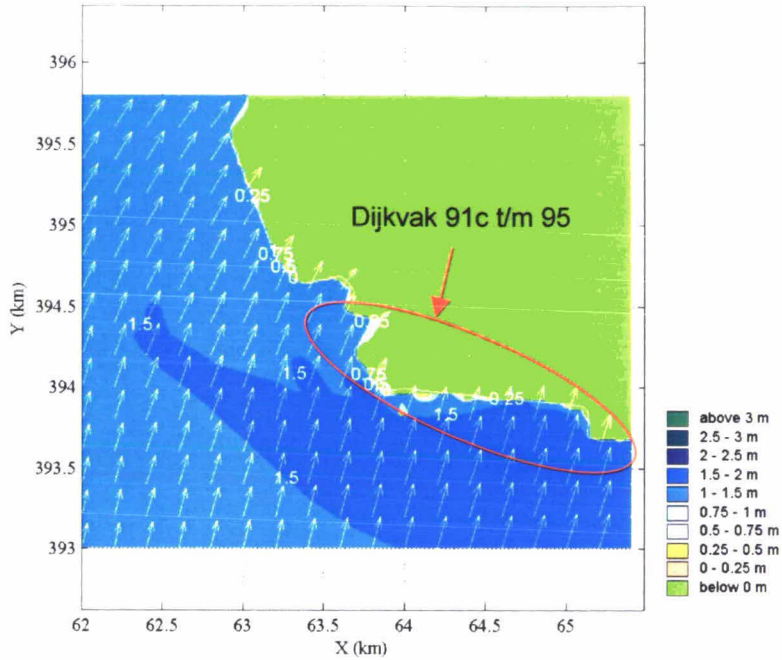 396
395.5
395
394.5
394
393.5
393
Y (km)
62
62.5
63
63.5
64
64.5
65
X (km)
Dijkvak 91c t/m 95
0.25
0.75
0.5
0
1.5
1.5
0.75
1.5
0.25
1.5
above 3 m
2.5 - 3 m
2 - 2.5 m
1.5 - 2 m
1 - 1.5 m
0.75 - 1 m
0.5 - 0.75 m
0.25 - 0.5 m
0 - 0.25 m
below 0 m